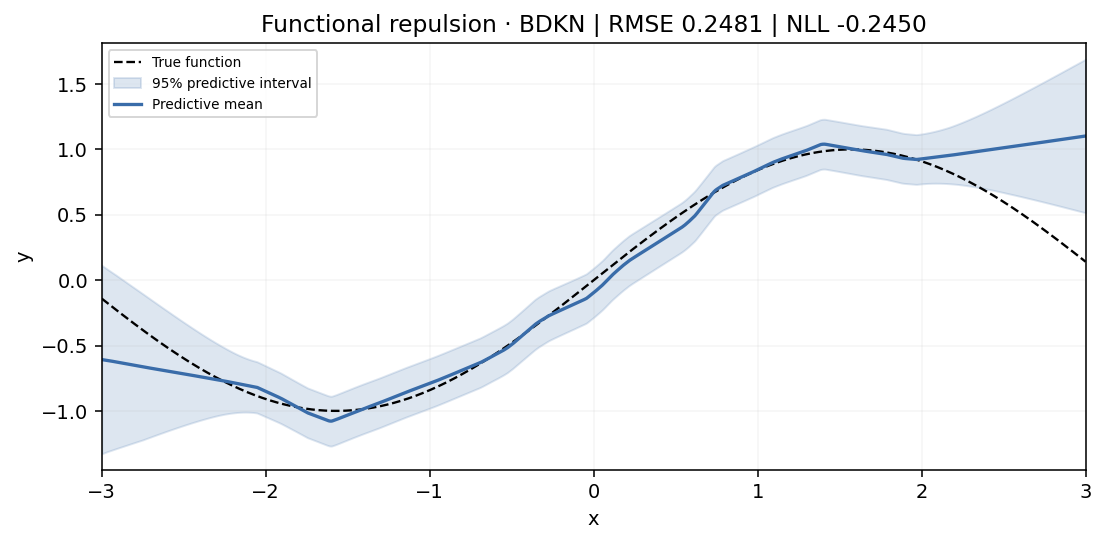 Functional repulsion · BDKN | RMSE 0.2481 | NLL -0.2450
True function
95% predictive interval
Predictive mean
1.5
1.0
0.5
0.0
−0.5
−1.0
y
−3
−2
−1
0
1
2
3
x